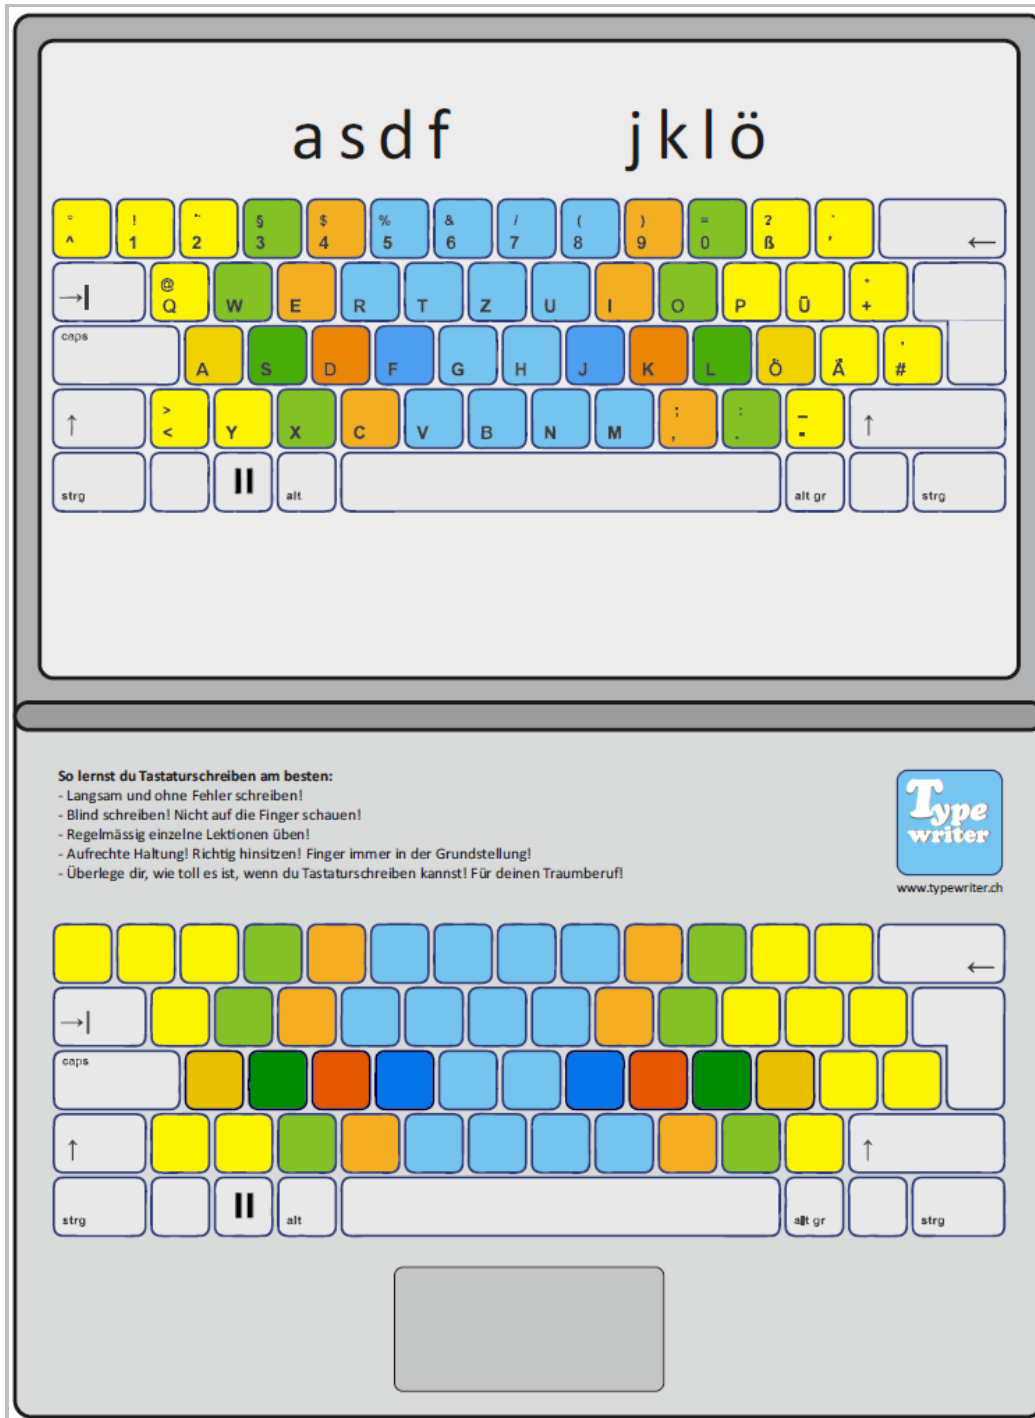 asdf jklö
° ! " § $ % & / ( ) = ? `
^ 1 2 3 4 5 6 7 8 9 0 ß ' ←
→| @ *
Q W E R T Z U I O P Ü +
caps '
A S D F G H J K L Ö Ä #
↑ > ; : _ ↑
< Y X C V B N M , . -
strg alt alt gr strg
So lernst du Tastaturschreiben am besten:
- Langsam und ohne Fehler schreiben!
- Blind schreiben! Nicht auf die Finger schauen!
- Regelmässig einzelne Lektionen üben!
- Aufrechte Haltung! Richtig hinsitzen! Finger immer in der Grundstellung!
- Überlege dir, wie toll es ist, wenn du Tastaturschreiben kannst! Für deinen Traumberuf!
Type
writer
www.typewriter.ch
←
→|
caps
↑ ↑
strg alt alt gr strg